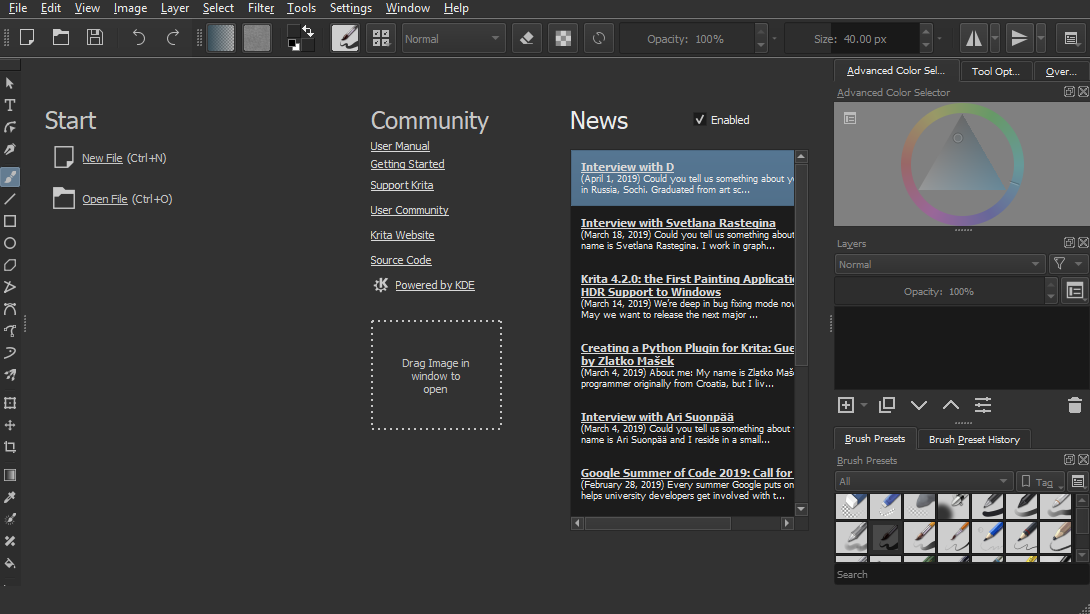 File Edit View Image Layer Select Filter Tools Settings Window Help
Normal Opacity: 100% Size: 40.00 px
Advanced Color Sel... Tool Opt... Over...
Advanced Color Selector
Start
New File (Ctrl+N)
Open File (Ctrl+O)
Community
User Manual
Getting Started
Support Krita
User Community
Krita Website
Source Code
Powered by KDE
Drag Image in
window to
open
News
Enabled
Interview with D
(April 1, 2019) Could you tell us something about y
in Russia, Sochi. Graduated from art sc...
Interview with Svetlana Rastegina
(March 18, 2019) Could you tell us something about
name is Svetlana Rastegina. I work in graph...
Krita 4.2.0: the First Painting Applicatio
HDR Support to Windows
(March 14, 2019) We're deep in bug fixing mode now
May we want to release the next major ...
Creating a Python Plugin for Krita: Gue
by Zlatko Mašek
(March 4, 2019) About me: My name is Zlatko Maš
programmer originally from Croatia, but I liv...
Interview with Ari Suonpää
(March 4, 2019) Could you tell us something about
name is Ari Suonpää and I reside in a small...
Google Summer of Code 2019: Call for
(February 28, 2019) Every summer Google puts on
helps university developers get involved with t...
Layers
Normal
Opacity: 100%
Brush Presets Brush Preset History
Brush Presets
All Tag
Search